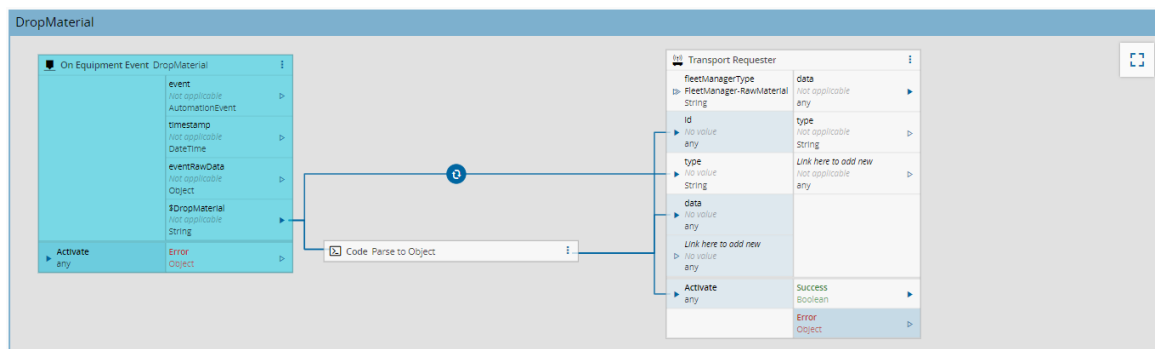 DropMaterial
On Equipment Event DropMaterial
event
Not applicable
AutomationEvent
timestamp
Not applicable
DateTime
eventRawData
Not applicable
Object
$DropMaterial
Not applicable
String
Activate
any
Error
Object
Code Parse to Object
Transport Requester
fleetManagerType
FleetManager-RawMaterial
String
data
Not applicable
any
Id
No value
any
type
Not applicable
String
type
No value
String
Link here to add new
Not applicable
any
data
No value
any
Link here to add new
No value
any
Activate
any
Success
Boolean
Error
Object